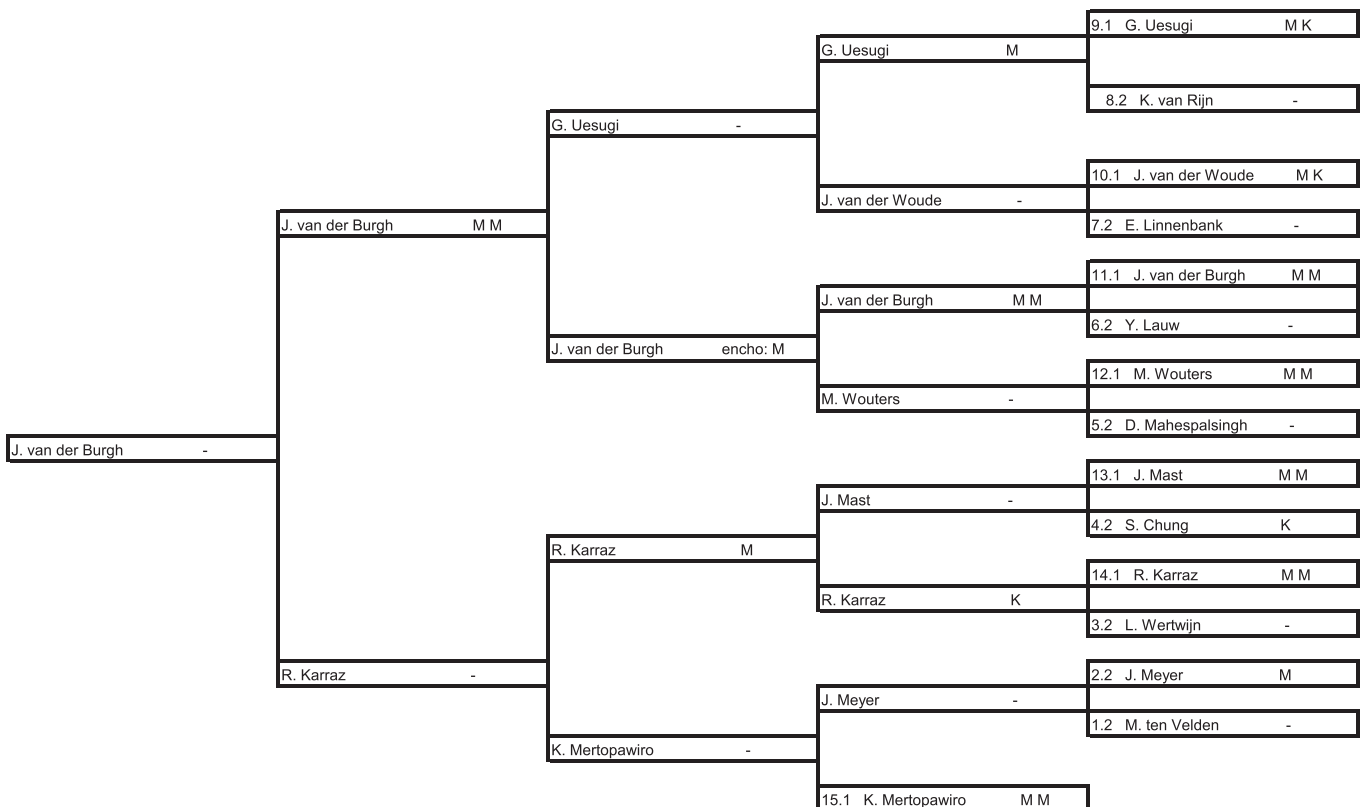 9.1 G. Uesugi M K
G. Uesugi M
8.2 K. van Rijn -
G. Uesugi -
10.1 J. van der Woude M K
J. van der Woude -
7.2 E. Linnenbank -
J. van der Burgh M M
11.1 J. van der Burgh M M
J. van der Burgh M M
6.2 Y. Lauw -
J. van der Burgh encho: M
12.1 M. Wouters M M
M. Wouters -
5.2 D. Mahespalsingh -
J. van der Burgh -
13.1 J. Mast M M
J. Mast -
4.2 S. Chung K
R. Karraz M
14.1 R. Karraz M M
R. Karraz K
3.2 L. Wertwijn -
R. Karraz -
2.2 J. Meyer M
J. Meyer -
1.2 M. ten Velden -
K. Mertopawiro -
15.1 K. Mertopawiro M M